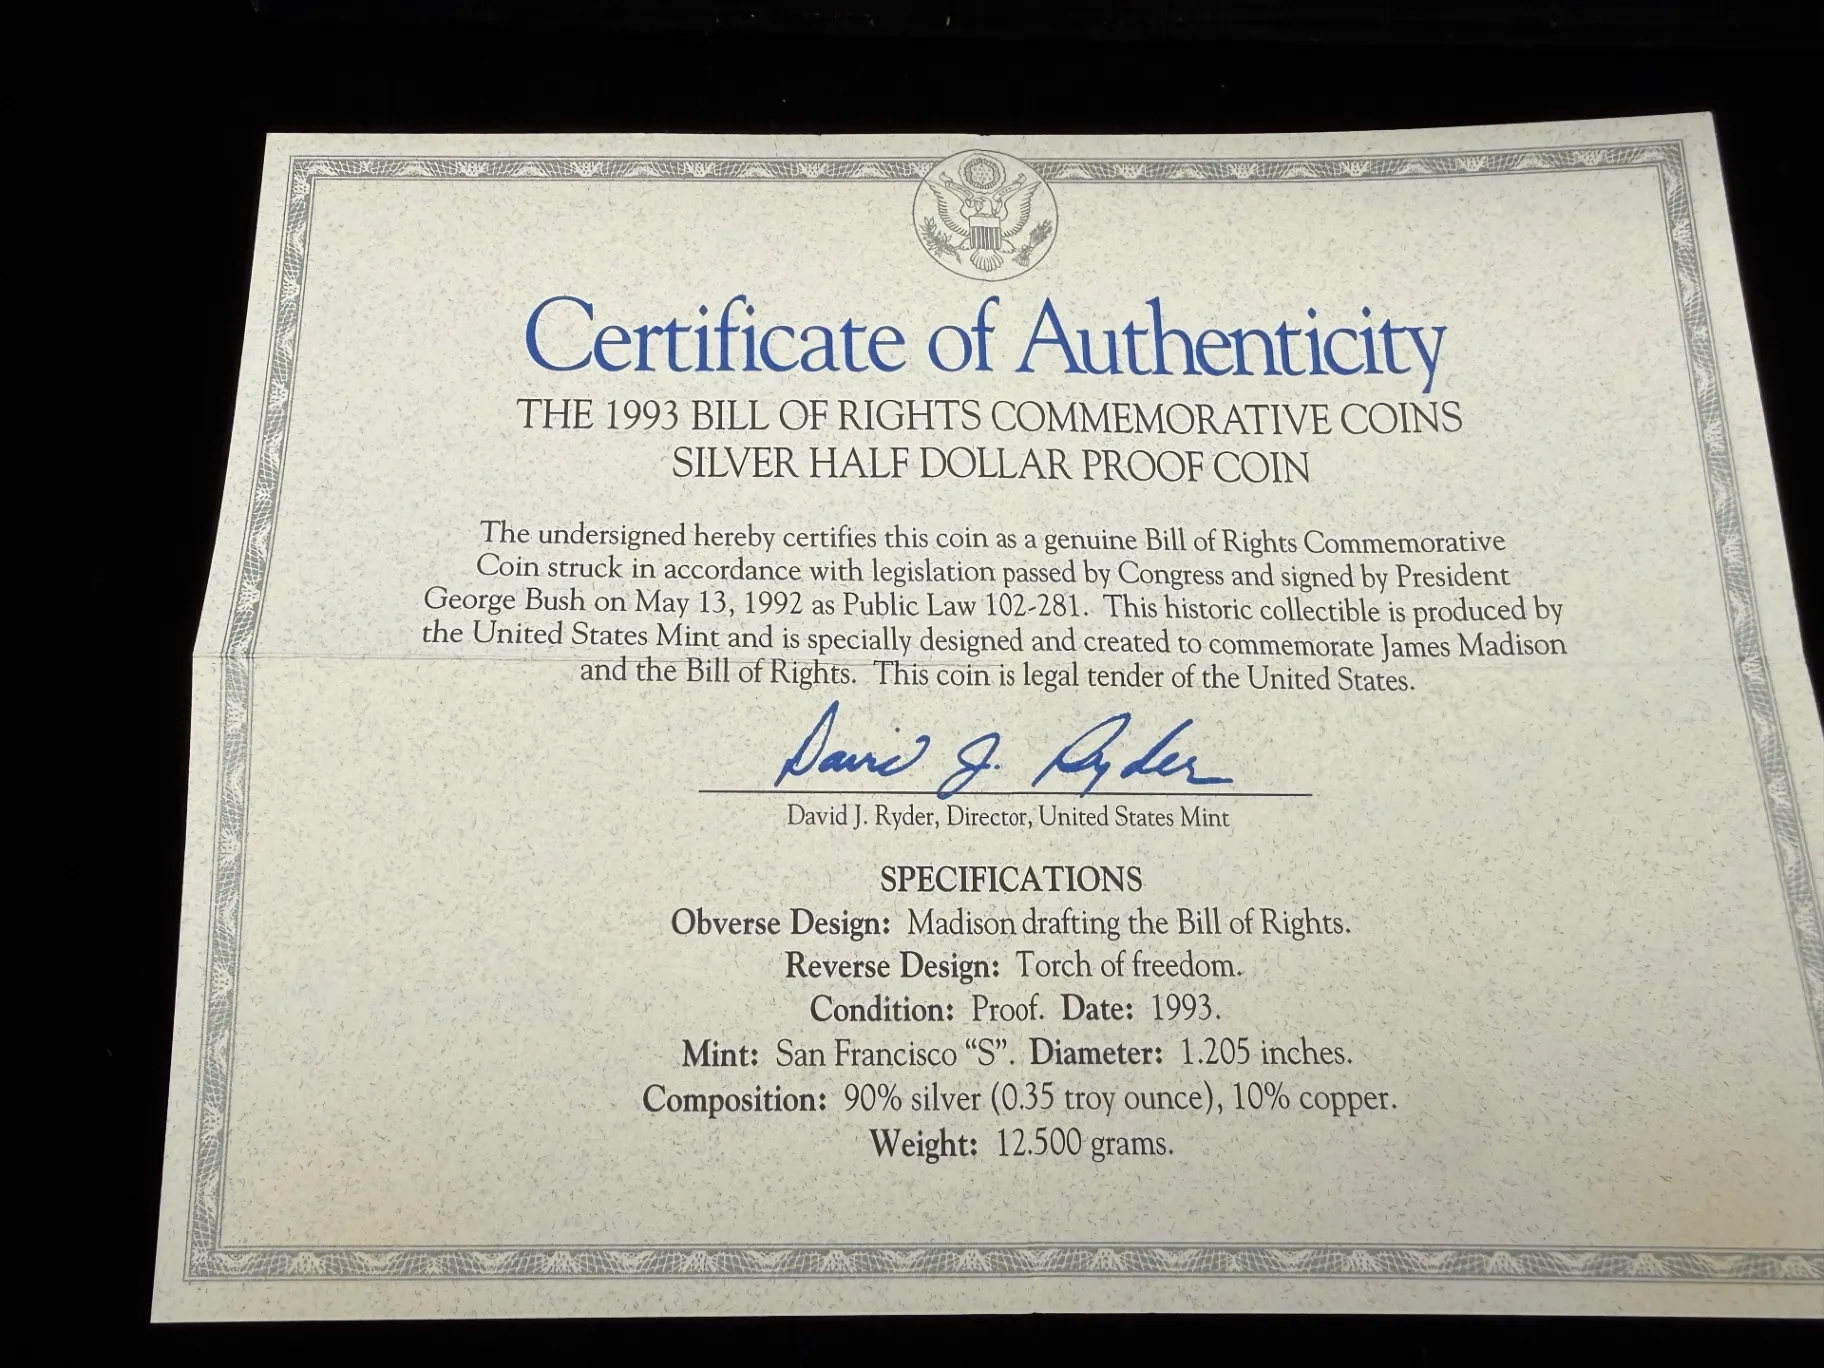 Certificate of Authenticity
THE 1993 BILL OF RIGHTS COMMEMORATIVE COINS
SILVER HALF DOLLAR PROOF COIN
The undersigned hereby certifies this coin as a genuine Bill of Rights Commemorative
Coin struck in accordance with legislation passed by Congress and signed by President
George Bush on May 13, 1992 as Public Law 102-281. This historic collectible is produced by
the United States Mint and is specially designed and created to commemorate James Madison
and the Bill of Rights. This coin is legal tender of the United States.
David J. Ryder
David J. Ryder, Director, United States Mint
SPECIFICATIONS
Obverse Design: Madison drafting the Bill of Rights.
Reverse Design: Torch of freedom.
Condition: Proof. Date: 1993.
Mint: San Francisco “S”. Diameter: 1.205 inches.
Composition: 90% silver (0.35 troy ounce), 10% copper.
Weight: 12.500 grams.